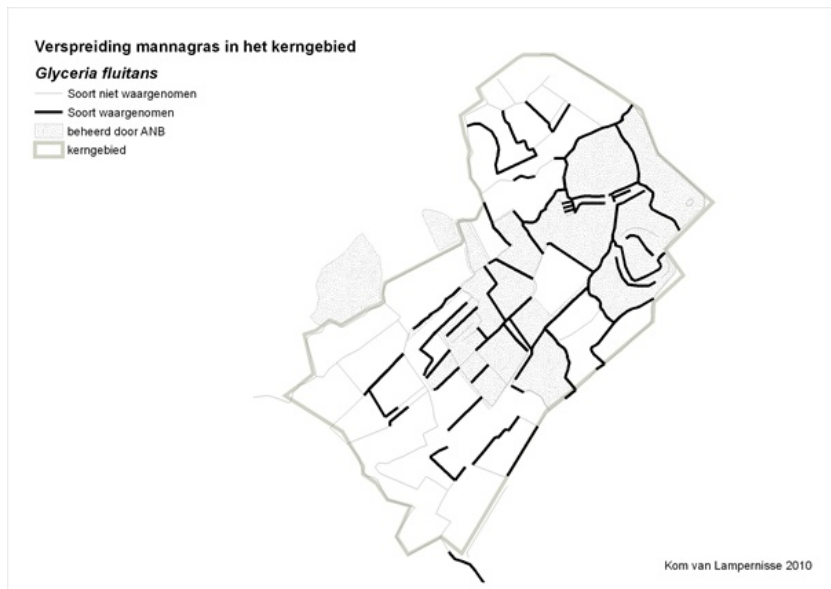 Verspreiding mannagras in het kerngebied
Glyceria fluitans
Soort niet waargenomen
Soort waargenomen
beheerd door ANB
kerngebied
Kom van Lampernisse 2010